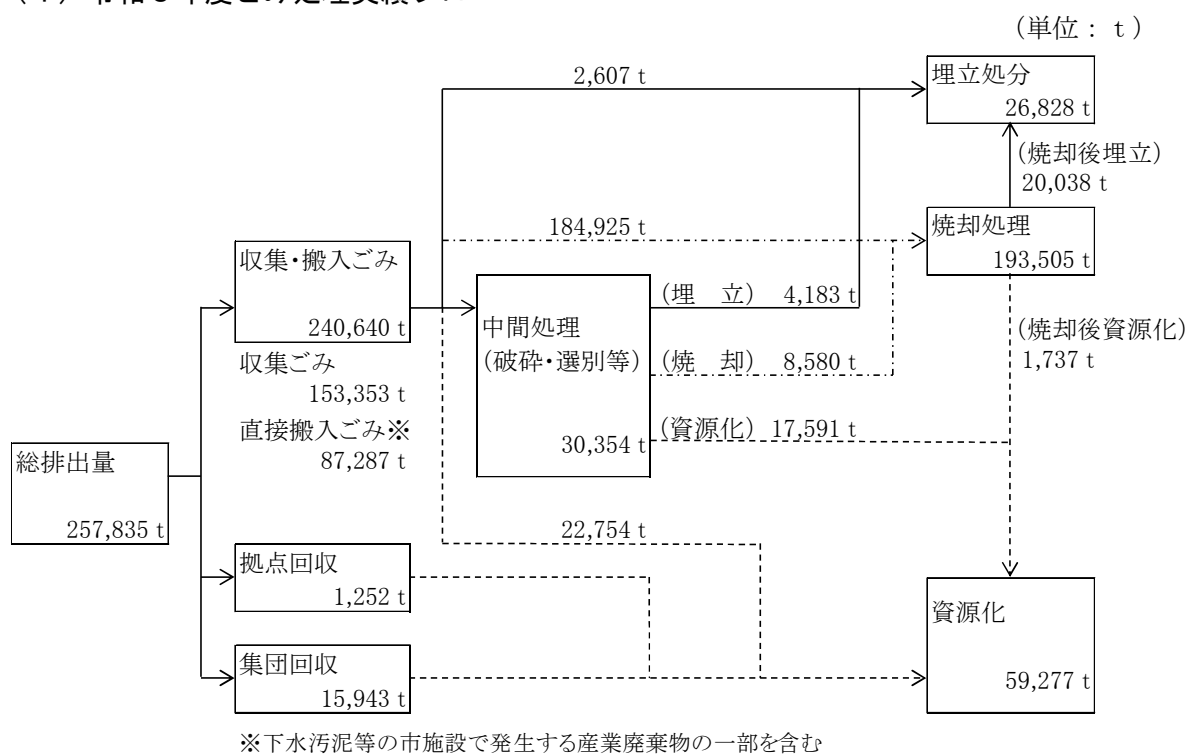 （単位：ｔ）
2,607 t
埋立処分
26,828 t
(焼却後埋立)
20,038 t
184,925 t
焼却処理
193,505 t
収集・搬入ごみ
240,640 t
収集ごみ
153,353 t
直接搬入ごみ※
87,287 t
中間処理
(破砕・選別等)
30,354 t
(埋　立)　4,183 t
(焼　却)　8,580 t
(資源化) 17,591 t
(焼却後資源化)
1,737 t
総排出量
257,835 t
22,754 t
拠点回収
1,252 t
集団回収
15,943 t
資源化
59,277 t
※下水汚泥等の市施設で発生する産業廃棄物の一部を含む